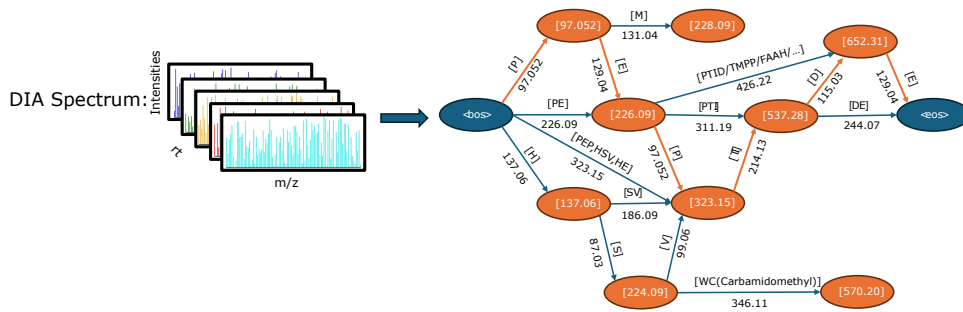 DIA Spectrum:
Intensities
rt
m/z
<bos>
[P]
97.052
[97.052]
[M]
131.04
[228.09]
[E]
129.04
[PE]
226.09
[226.09]
[PTID/TMPP/FAAH/...]
426.22
[652.31]
[PTI]
311.19
[537.28]
[D]
115.03
[E]
129.04
[DE]
244.07
<eos>
[PEP,HSV,HE]
323.15
[P]
97.052
[TI]
214.13
[H]
137.06
[137.06]
[SV]
186.09
[323.15]
[S]
87.03
[V]
99.06
[224.09]
[WC(Carbamidomethyl)]
346.11
[570.20]